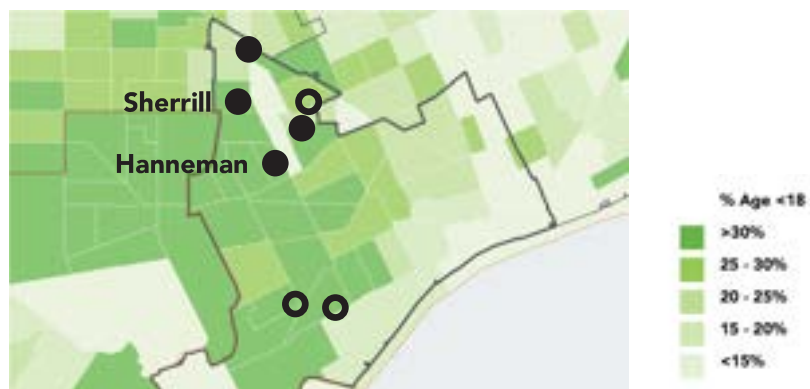 Sherrill
Hanneman
% Age <18
>30%
25 - 30%
20 - 25%
15 - 20%
<15%